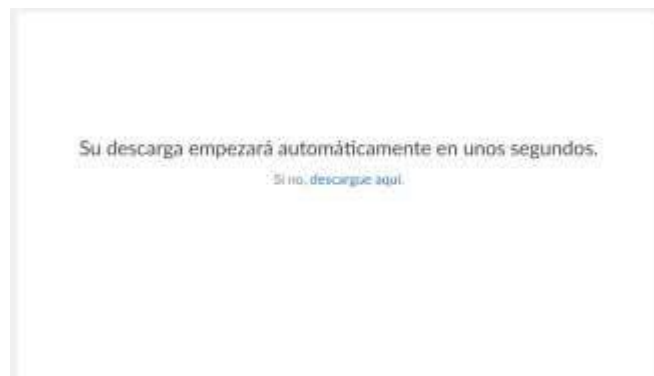 Su descarga empezará automáticamente en unos segundos.
Si no, descargue aquí.